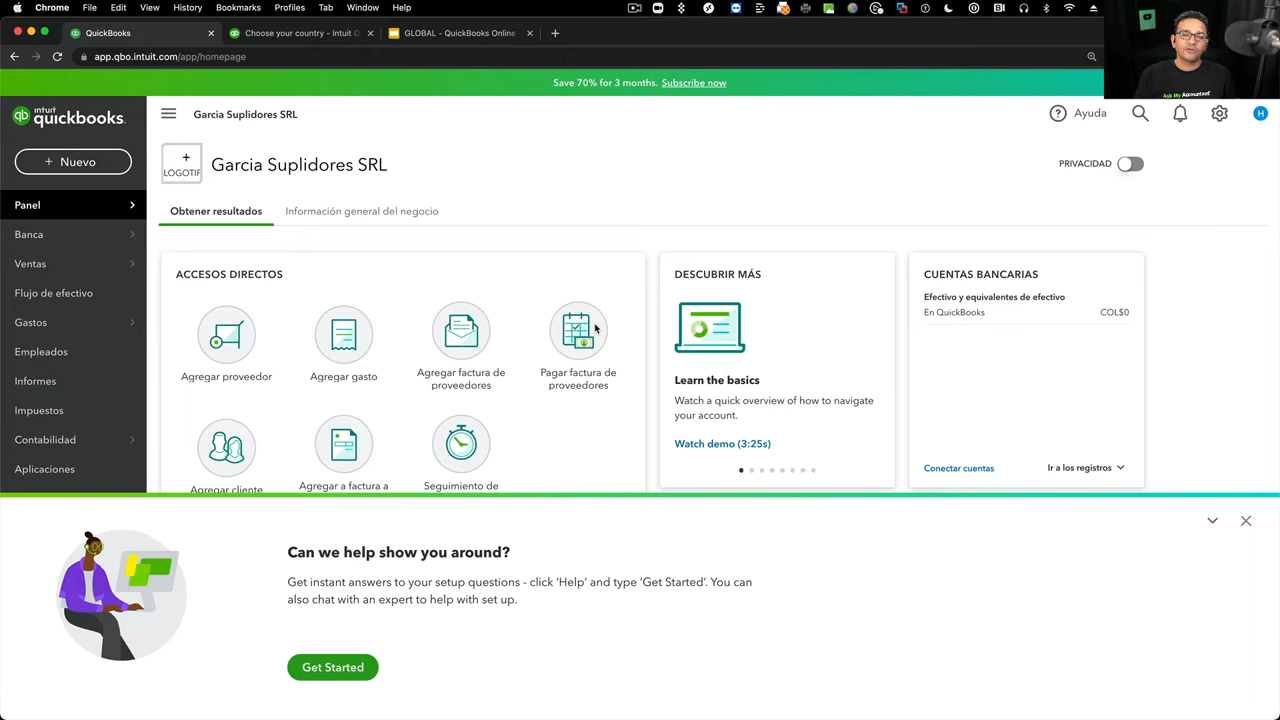 Chrome File Edit View History Bookmarks Profiles Tab Window Help
QuickBooks
Choose your country – Intuit Q
GLOBAL - QuickBooks Online -
app.qbo.intuit.com/app/homepage
Save 70% for 3 months. Subscribe now
Ask My Accountant
intuit
quickbooks.
Garcia Suplidores SRL
Ayuda
H
+ Nuevo
+
LOGOTIP
Garcia Suplidores SRL
PRIVACIDAD
Panel
Banca
Ventas
Flujo de efectivo
Gastos
Empleados
Informes
Impuestos
Contabilidad
Aplicaciones
Obtener resultados
Información general del negocio
ACCESOS DIRECTOS
Agregar proveedor
Agregar gasto
Agregar factura de
proveedores
Pagar factura de
proveedores
Agregar cliente
Agregar a factura a
Seguimiento de
DESCUBRIR MÁS
Learn the basics
Watch a quick overview of how to navigate
your account.
Watch demo (3:25s)
CUENTAS BANCARIAS
Efectivo y equivalentes de efectivo
En QuickBooks COL$0
Conectar cuentas
Ir a los registros
Can we help show you around?
Get instant answers to your setup questions - click ‘Help’ and type ‘Get Started’. You can
also chat with an expert to help with set up.
Get Started